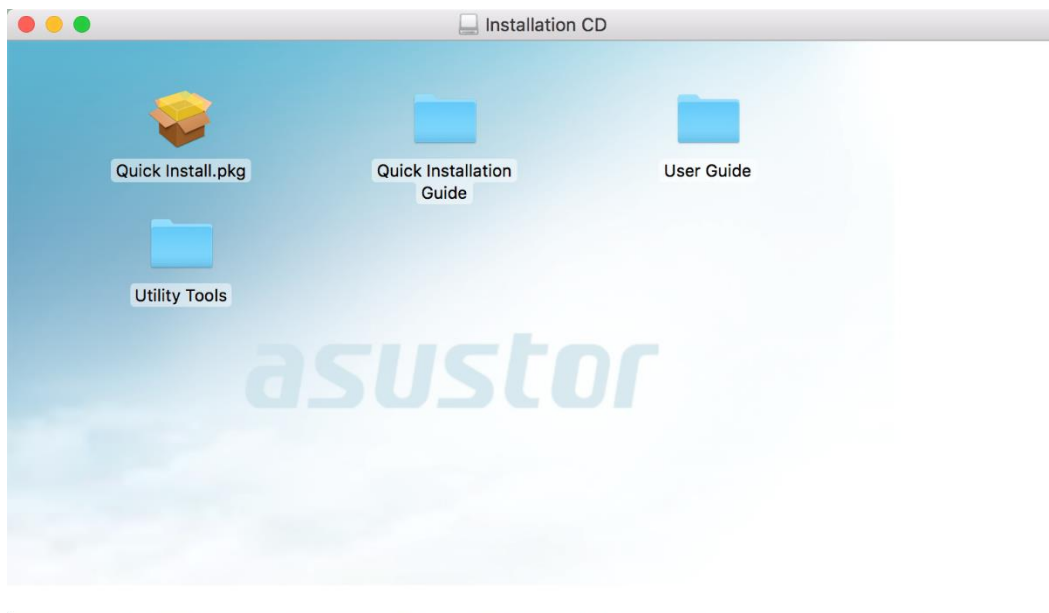 Installation CD
Quick Install.pkg
Quick Installation
Guide
User Guide
Utility Tools
asustor